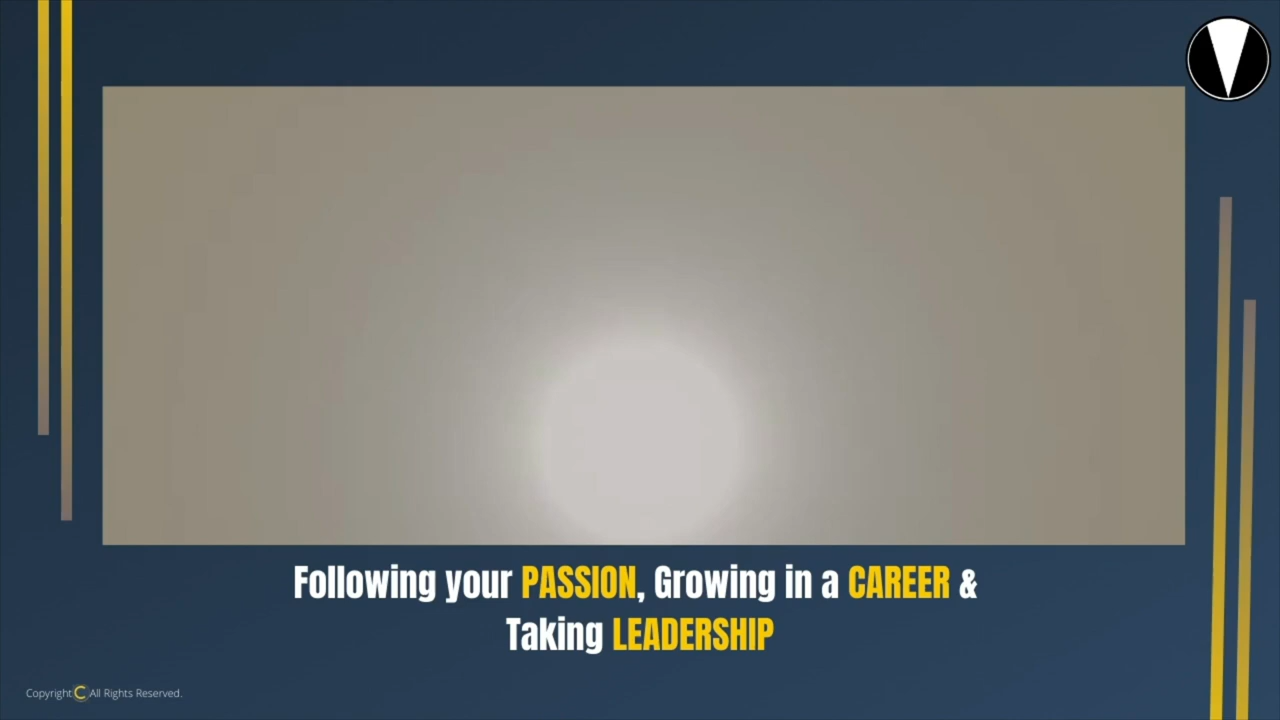 Following your PASSION, Growing in a CAREER &
Taking LEADERSHIP
Copyright C All Rights Reserved.